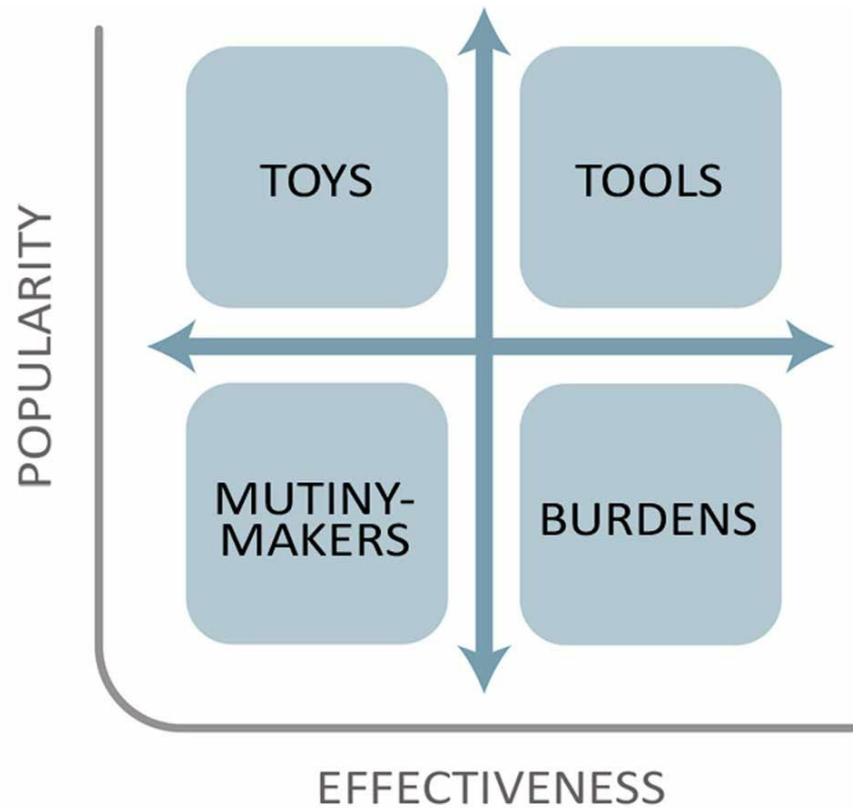 TOYS
TOOLS
POPULARITY
MUTINY-
MAKERS
BURDENS
EFFECTIVENESS